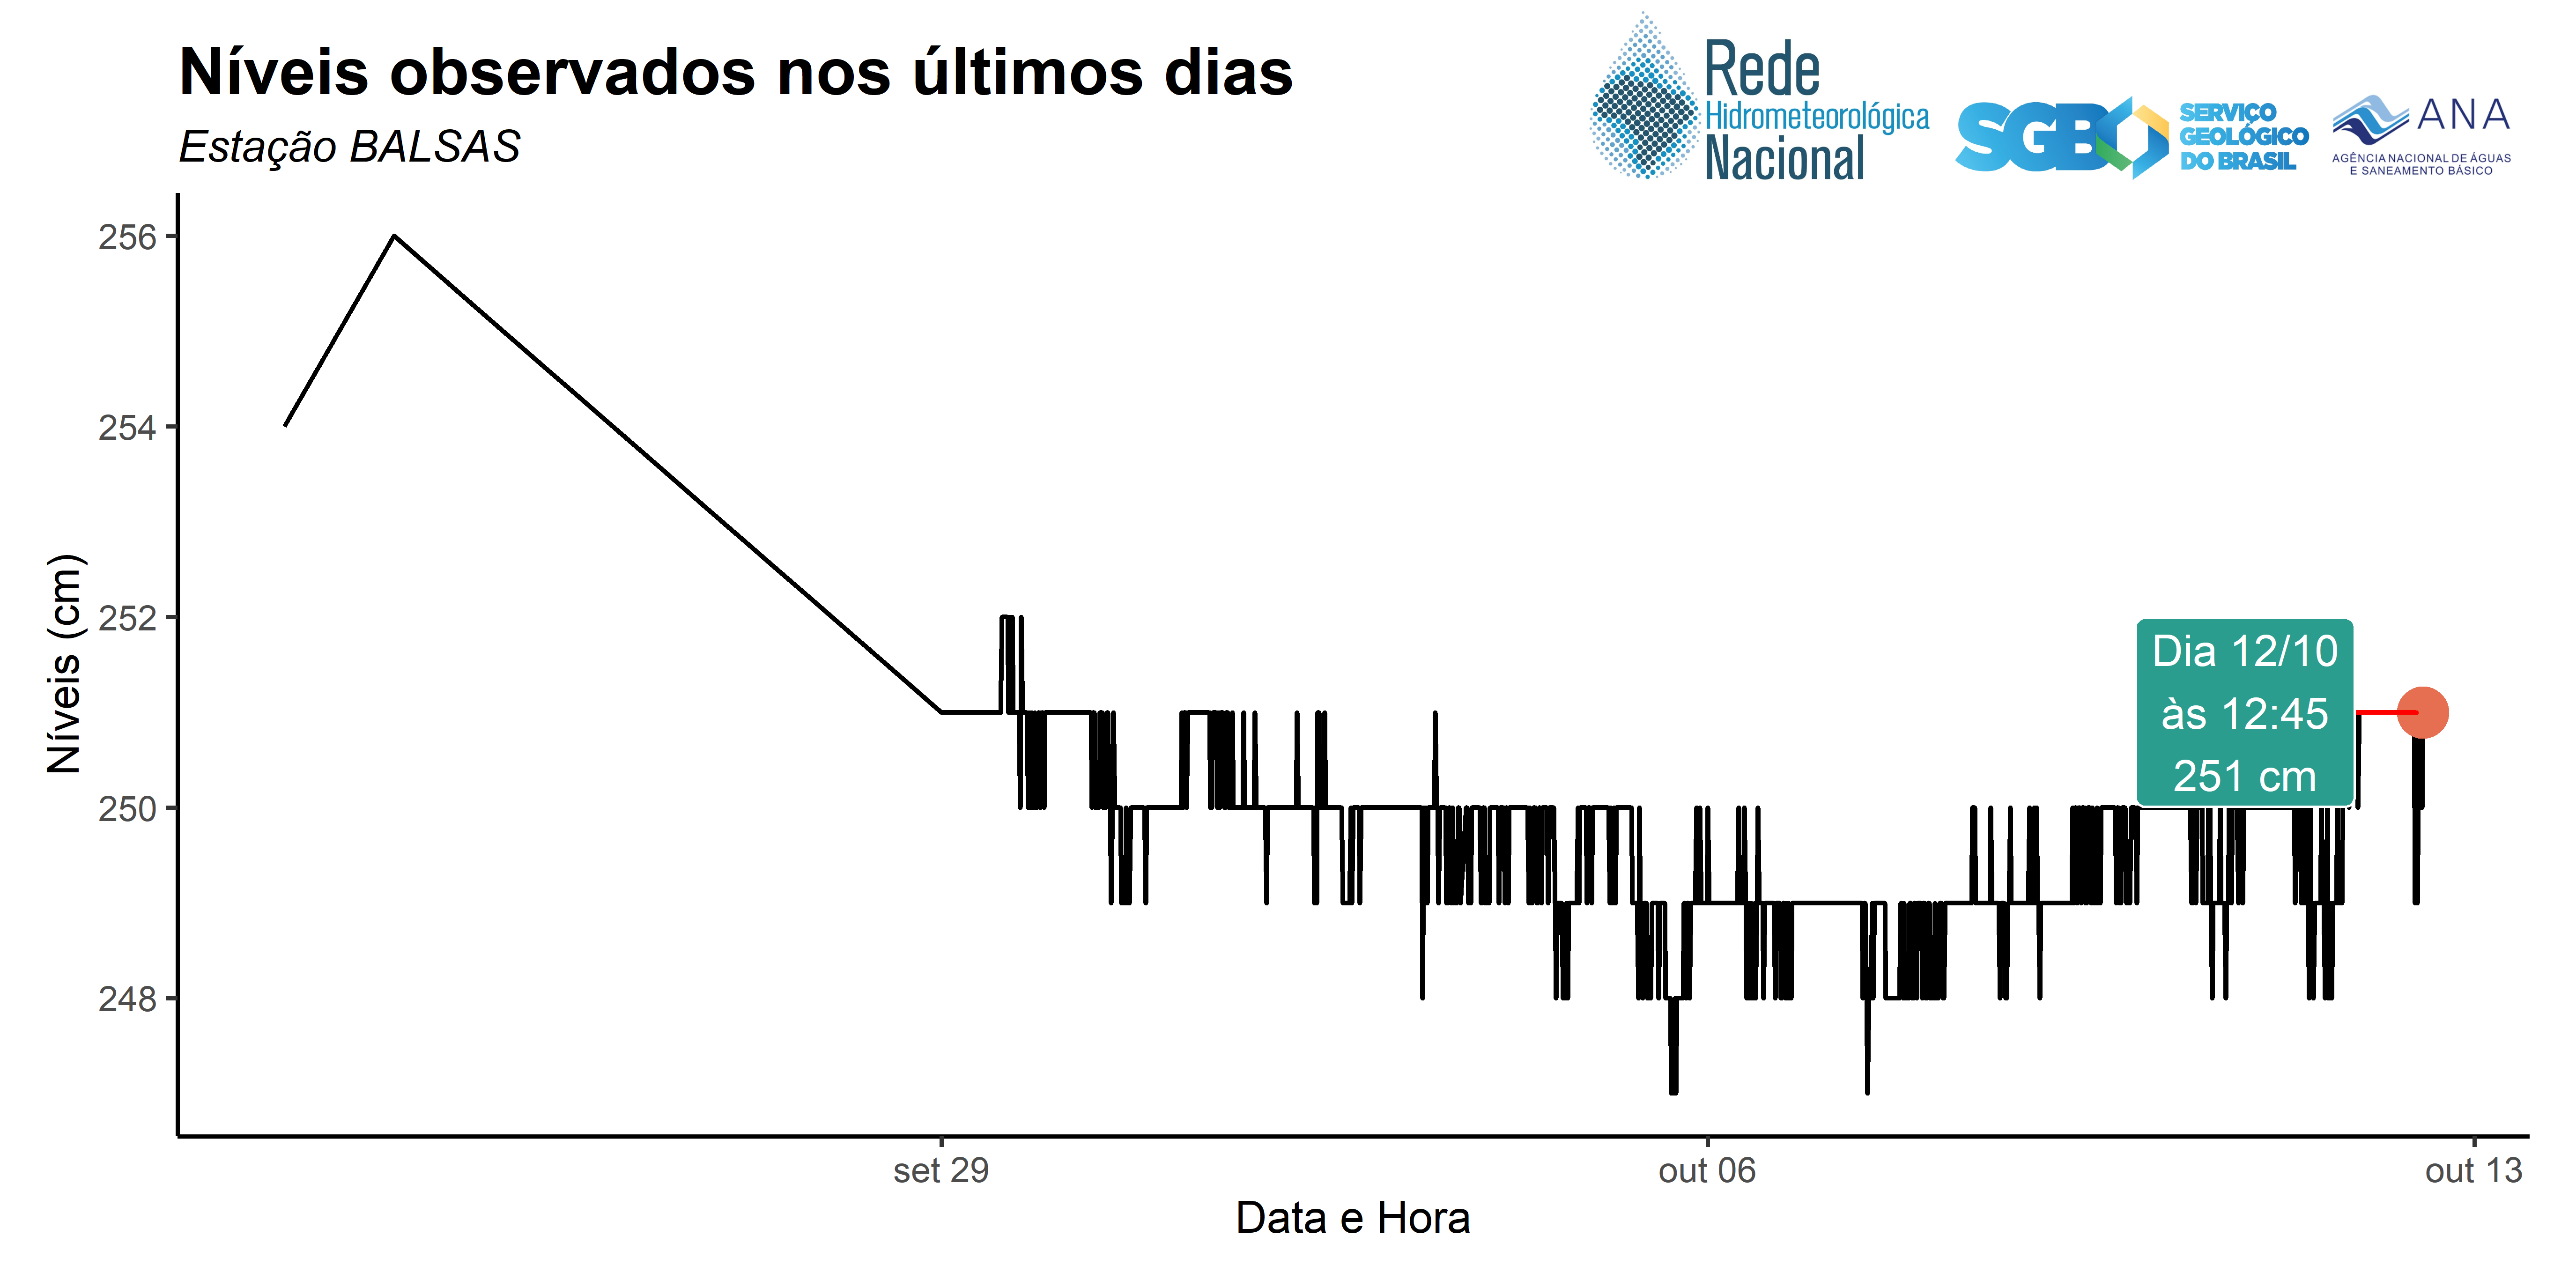 Níveis observados nos últimos dias
Estação BALSAS
Rede
Hidrometeorológica
Nacional
SGB
SERVIÇO
GEOLÓGICO
DO BRASIL
ANA
AGÊNCIA NACIONAL DE ÁGUAS
E SANEAMENTO BÁSICO
Níveis (cm)
256
254
252
250
248
Dia 12/10
às 12:45
251 cm
set 29
out 06
out 13
Data e Hora